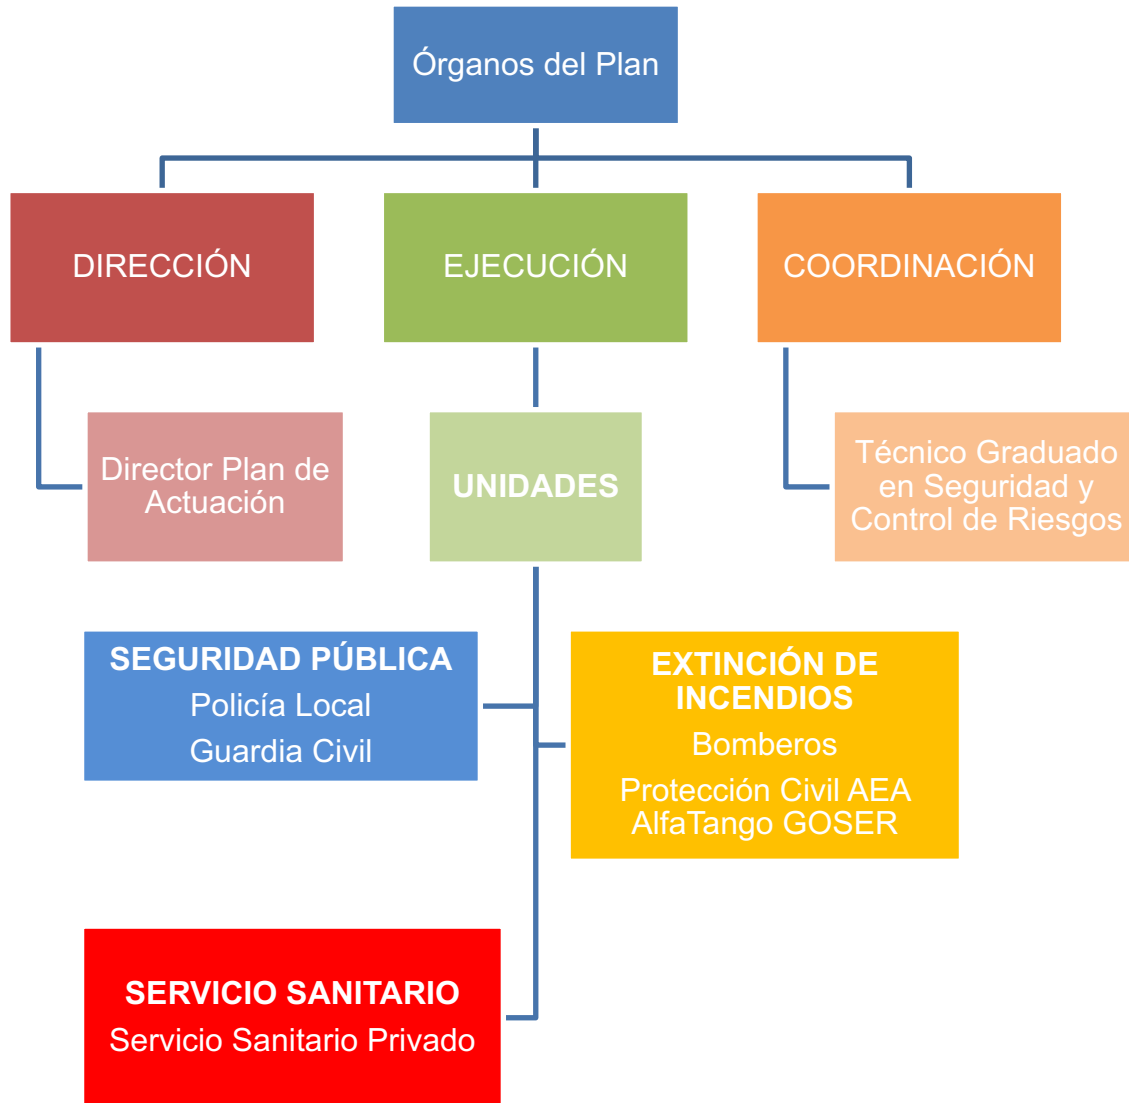 Órganos del Plan
DIRECCIÓN
EJECUCIÓN
COORDINACIÓN
Director Plan de
Actuación
UNIDADES
Técnico Graduado
en Seguridad y
Control de Riesgos
SEGURIDAD PÚBLICA
Policía Local
Guardia Civil
EXTINCIÓN DE
INCENDIOS
Bomberos
Protección Civil AEA
AlfaTango GOSER
SERVICIO SANITARIO
Servicio Sanitario Privado